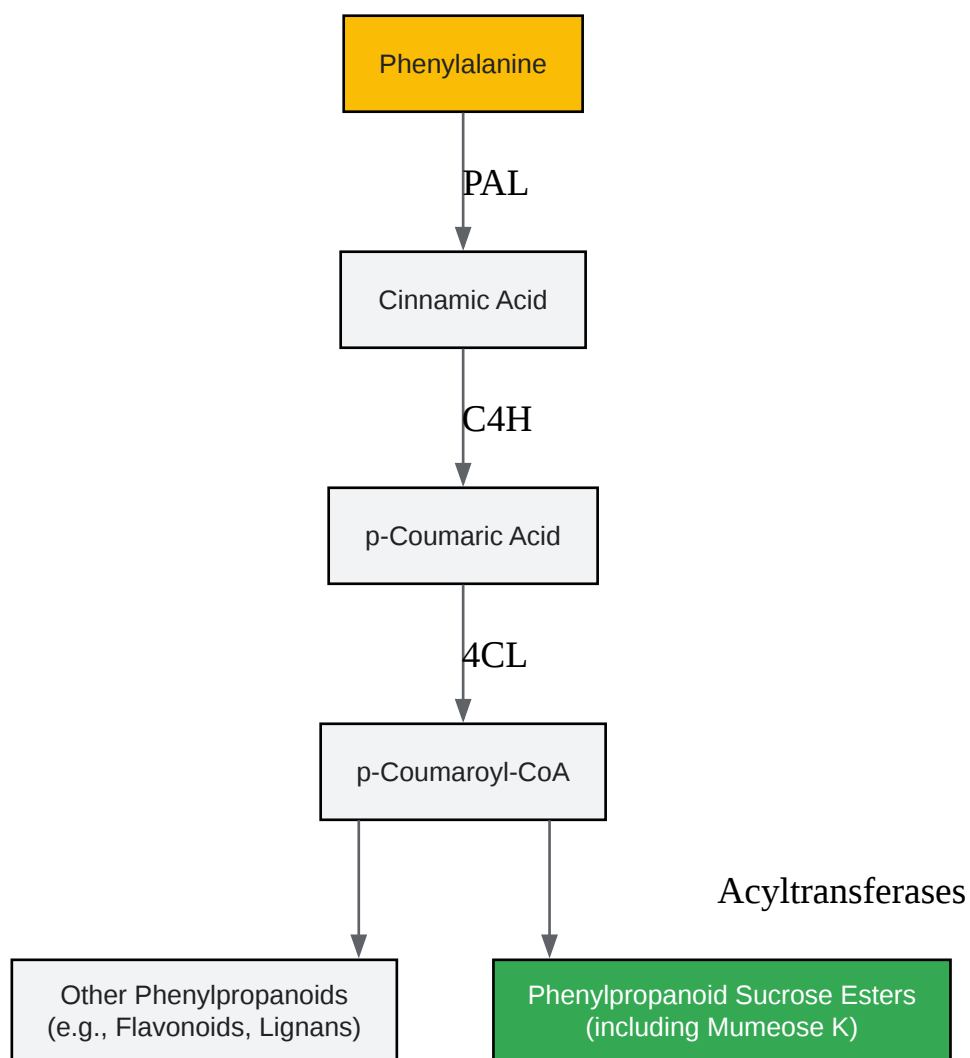 Phenylalanine
PAL
Cinnamic Acid
C4H
p-Coumaric Acid
4CL
p-Coumaroyl-CoA
Acyltransferases
Other Phenylpropanoids
(e.g., Flavonoids, Lignans)
Phenylpropanoid Sucrose Esters
(including Mumeose K)